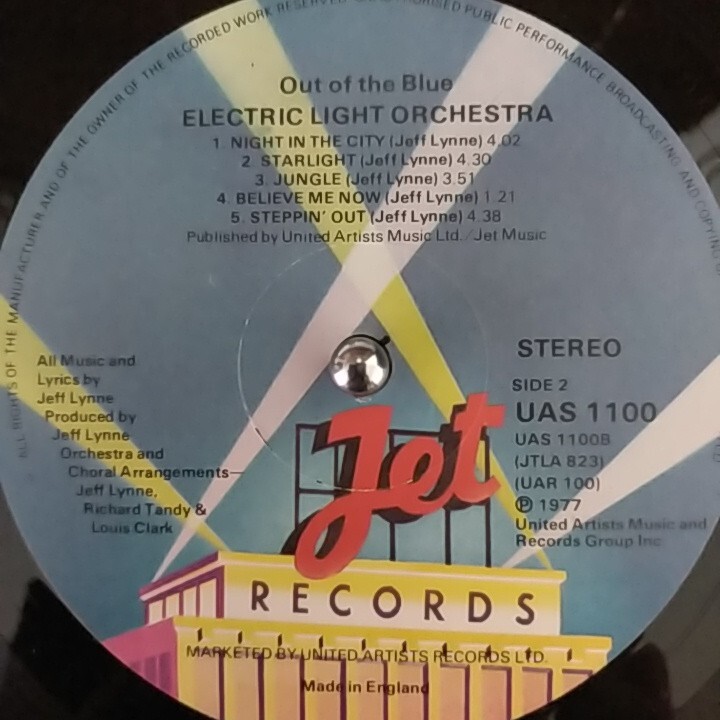 ALL RIGHTS OF THE MANUFACTURER AND OF THE OWNER OF THE RECORDED WORK RESERVED PUBLIC PERFORMANCE BROADCASTING AND COPYING
Out of the Blue
ELECTRIC LIGHT ORCHESTRA
1. NIGHT IN THE CITY (Jeff Lynne) 4.02
2. STARLIGHT (Jeff Lynne) 4.30
3. JUNGLE (Jeff Lynne) 3.51
4. BELIEVE ME NOW (Jeff Lynne) 1.21
5. STEPPIN' OUT (Jeff Lynne) 4.38
Published by United Artists Music Ltd./Jet Music
All Music and
Lyrics by
Jeff Lynne
Produced by
Jeff Lynne
Orchestra and
Choral Arrangements—
Jeff Lynne,
Richard Tandy &
Louis Clark
STEREO
SIDE 2
UAS 1100
UAS 1100B
(JTLA 823)
(UAR 100)
℗ 1977
United Artists Music and
Records Group Inc
Jet
RECORDS
MARKETED BY UNITED ARTISTS RECORDS LTD.
Made in England